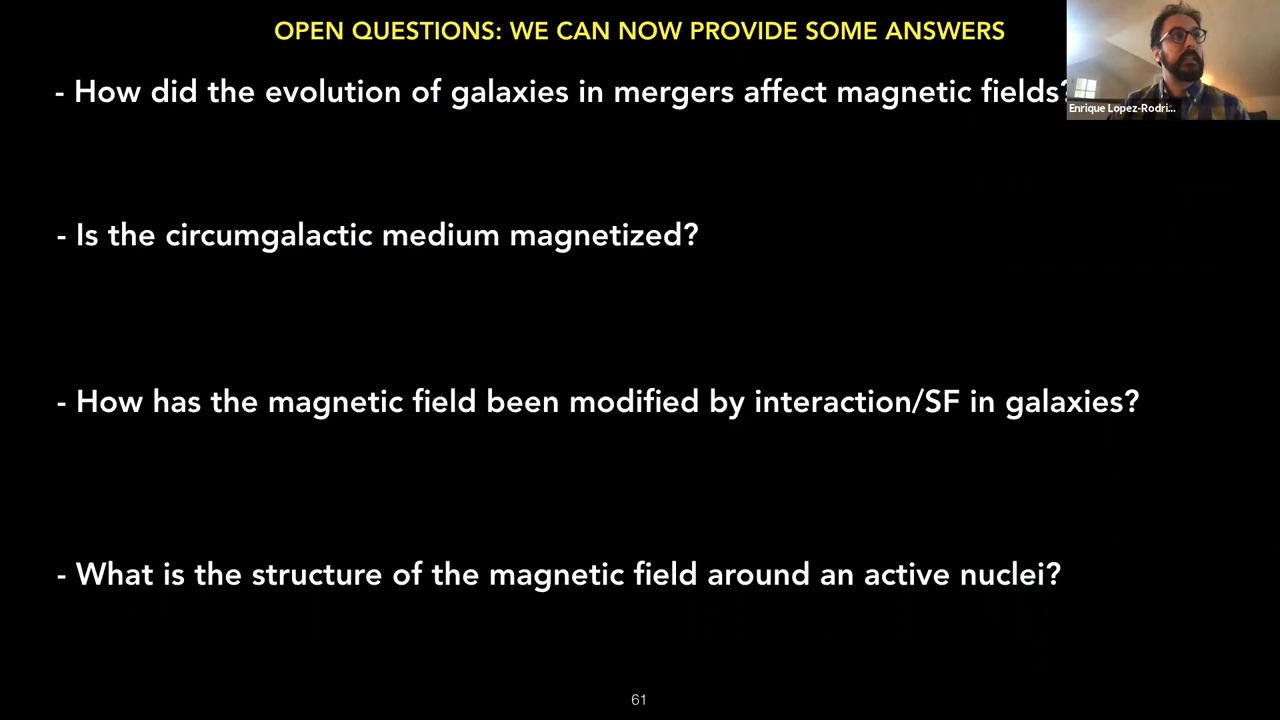 OPEN QUESTIONS: WE CAN NOW PROVIDE SOME ANSWERS
- How did the evolution of galaxies in mergers affect magnetic fields?
Enrique Lopez-Rodri...
- Is the circumgalactic medium magnetized?
- How has the magnetic field been modified by interaction/SF in galaxies?
- What is the structure of the magnetic field around an active nuclei?
61